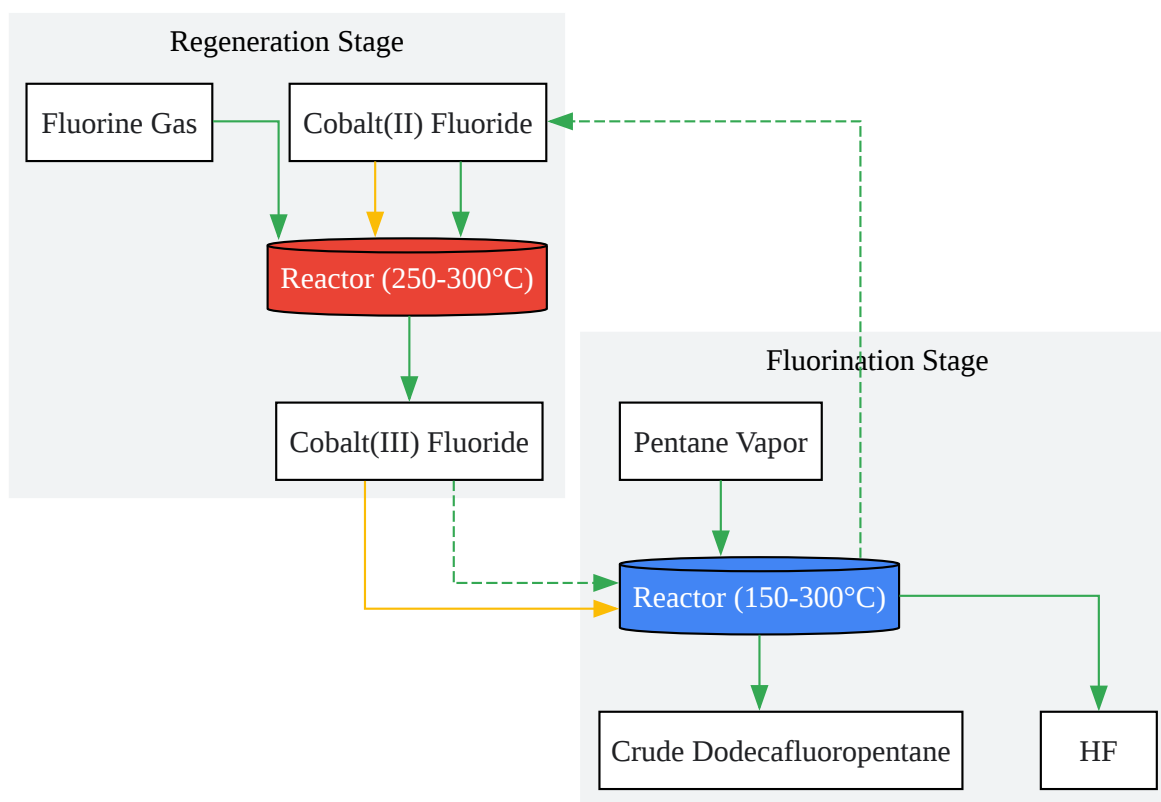 Regeneration Stage
Fluorine Gas
Cobalt(II) Fluoride
Reactor (250-300°C)
Cobalt(III) Fluoride
Fluorination Stage
Pentane Vapor
Reactor (150-300°C)
Crude Dodecafluoropentane
HF